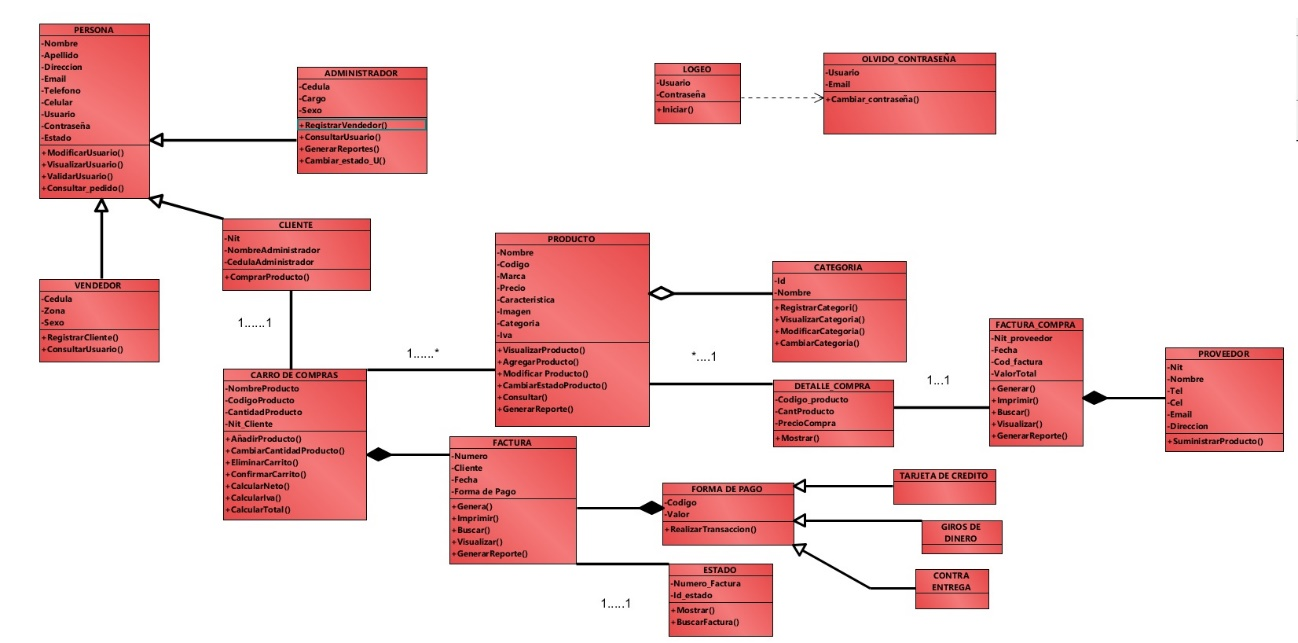 PERSONA
-Nombre
-Apellido
-Direccion
-Email
-Telefono
-Celular
-Usuario
-Contraseña
-Estado
+ModificarUsuario()
+VisualizarUsuario()
+ValidarUsuario()
+Consultar_pedido()
ADMINISTRADOR
-Cedula
-Cargo
-Sexo
+RegistrarVendedor()
+ConsultarUsuario()
+GenerarReportes()
+Cambiar_estado_U()
LOGEO
-Usuario
-Contraseña
+Iniciar()
OLVIDO_CONTRASEÑA
-Usuario
-Email
+Cambiar_contraseña()
CLIENTE
-Nit
-NombreAdministrador
-CedulaAdministrador
+ComprarProducto()
VENDEDOR
-Cedula
-Zona
-Sexo
+RegistrarCliente()
+ConsultarUsuario()
1......1
1......*
PRODUCTO
-Nombre
-Codigo
-Marca
-Precio
-Caracteristica
-Imagen
-Categoria
-Iva
+VisualizarProducto()
+AgregarProducto()
+Modificar Producto()
+CambiarEstadoProducto()
+Consultar()
+GenerarReporte()
CATEGORIA
-Id
-Nombre
+RegistrarCategori()
+VisualizarCategoria()
+ModificarCategoria()
+CambiarCategoria()
*....1
DETALLE_COMPRA
-Codigo_producto
-CantProducto
-PrecioCompra
+Mostrar()
1...1
FACTURA_COMPRA
-Nit_proveedor
-Fecha
-Cod_factura
-ValorTotal
+Generar()
+Imprimir()
+Buscar()
+Visualizar()
+GenerarReporte()
PROVEEDOR
-Nit
-Nombre
-Tel
-Cel
-Email
-Direccion
+SuministrarProducto()
CARRO DE COMPRAS
-NombreProducto
-CodigoProducto
-CantidadProducto
-Nit_Cliente
+AñadirProducto()
+CambiarCantidadProducto()
+EliminarCarrito()
+ConfirmarCarrito()
+CalcularNeto()
+CalcularIva()
+CalcularTotal()
FACTURA
-Numero
-Cliente
-Fecha
-Forma de Pago
+Genera()
+Imprimir()
+Buscar()
+Visualizar()
+GenerarReporte()
FORMA DE PAGO
-Codigo
-Valor
+RealizarTransaccion()
TARJETA DE CREDITO
GIROS DE
DINERO
CONTRA
ENTREGA
ESTADO
-Numero_Factura
-Id_estado
+Mostrar()
+BuscarFactura()
1.....1